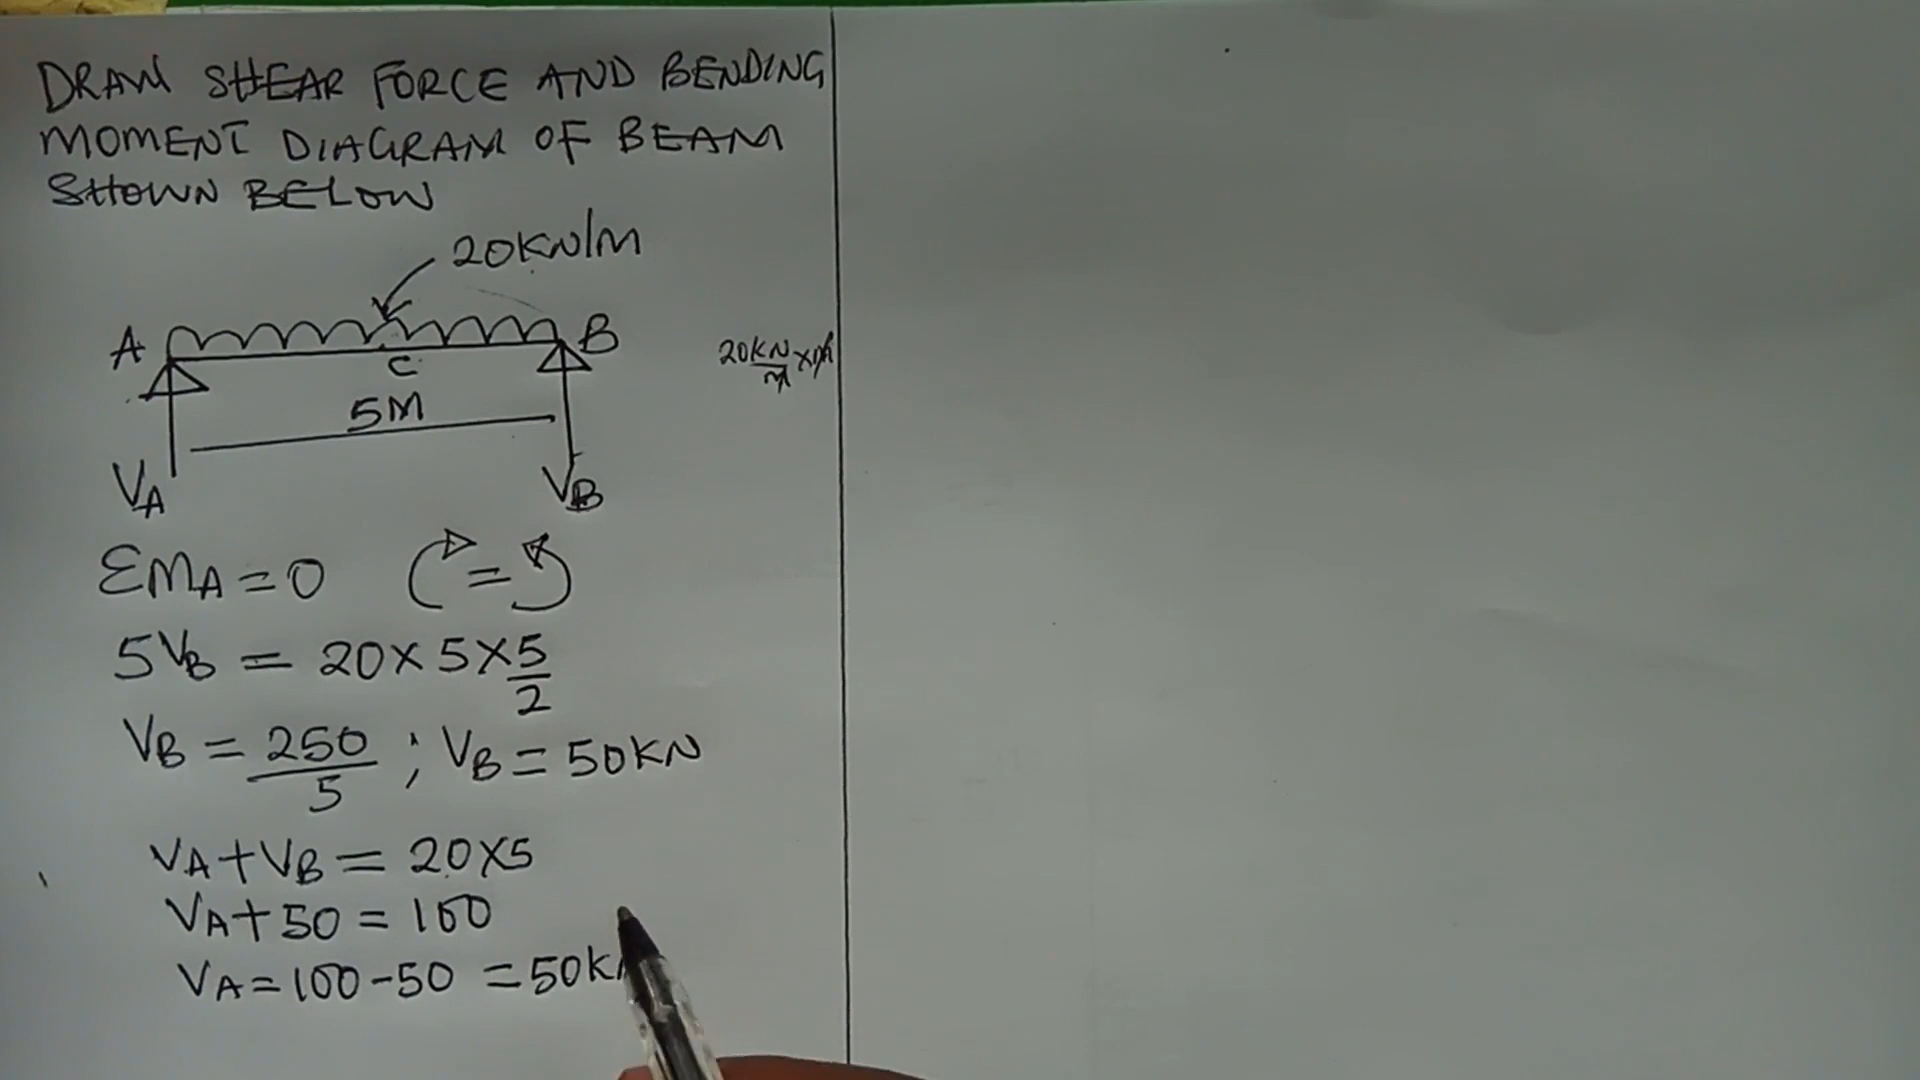 DRAW SHEAR FORCE AND BENDING
MOMENT DIAGRAM OF BEAM
SHOWN BELOW
20KN/M
A
B
C
20KN/M ×M
5M
VA
VB
ΣMA = 0 ( = )
5VB = 20 × 5 × 5/2
VB = 250/5 ; VB = 50KN
VA + VB = 20×5
VA + 50 = 100
VA = 100 - 50 = 50K